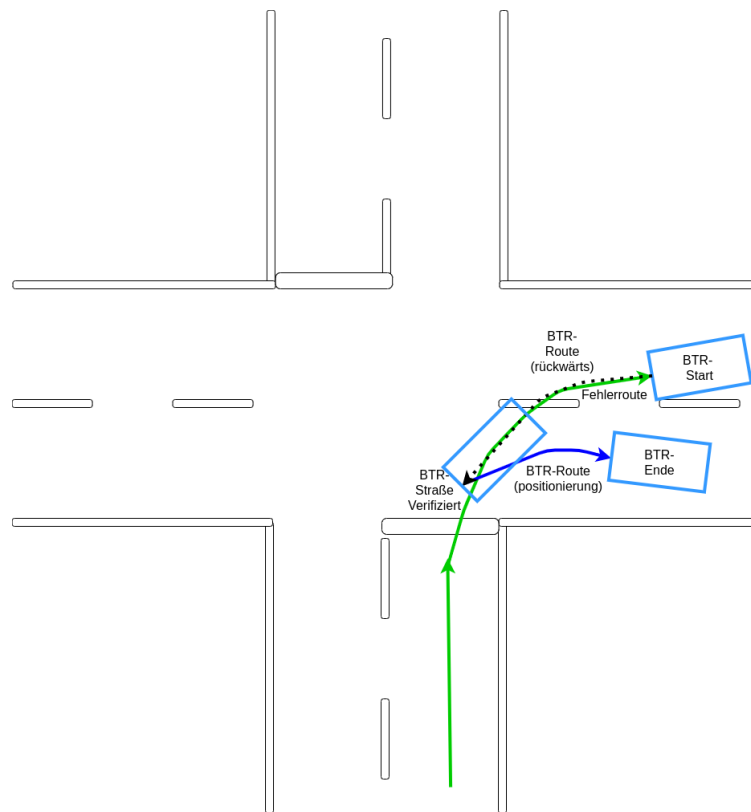 BTR-
Route
(rückwärts)
BTR-
Start
Fehlerroute
BTR-
Straße
Verifiziert
BTR-Route
(positionierung)
BTR-
Ende